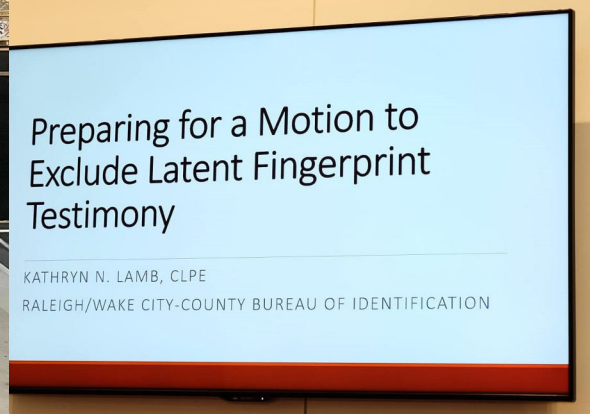 Preparing for a Motion to
Exclude Latent Fingerprint
Testimony
KATHRYN N. LAMB, CLPE
RALEIGH/WAKE CITY-COUNTY BUREAU OF IDENTIFICATION